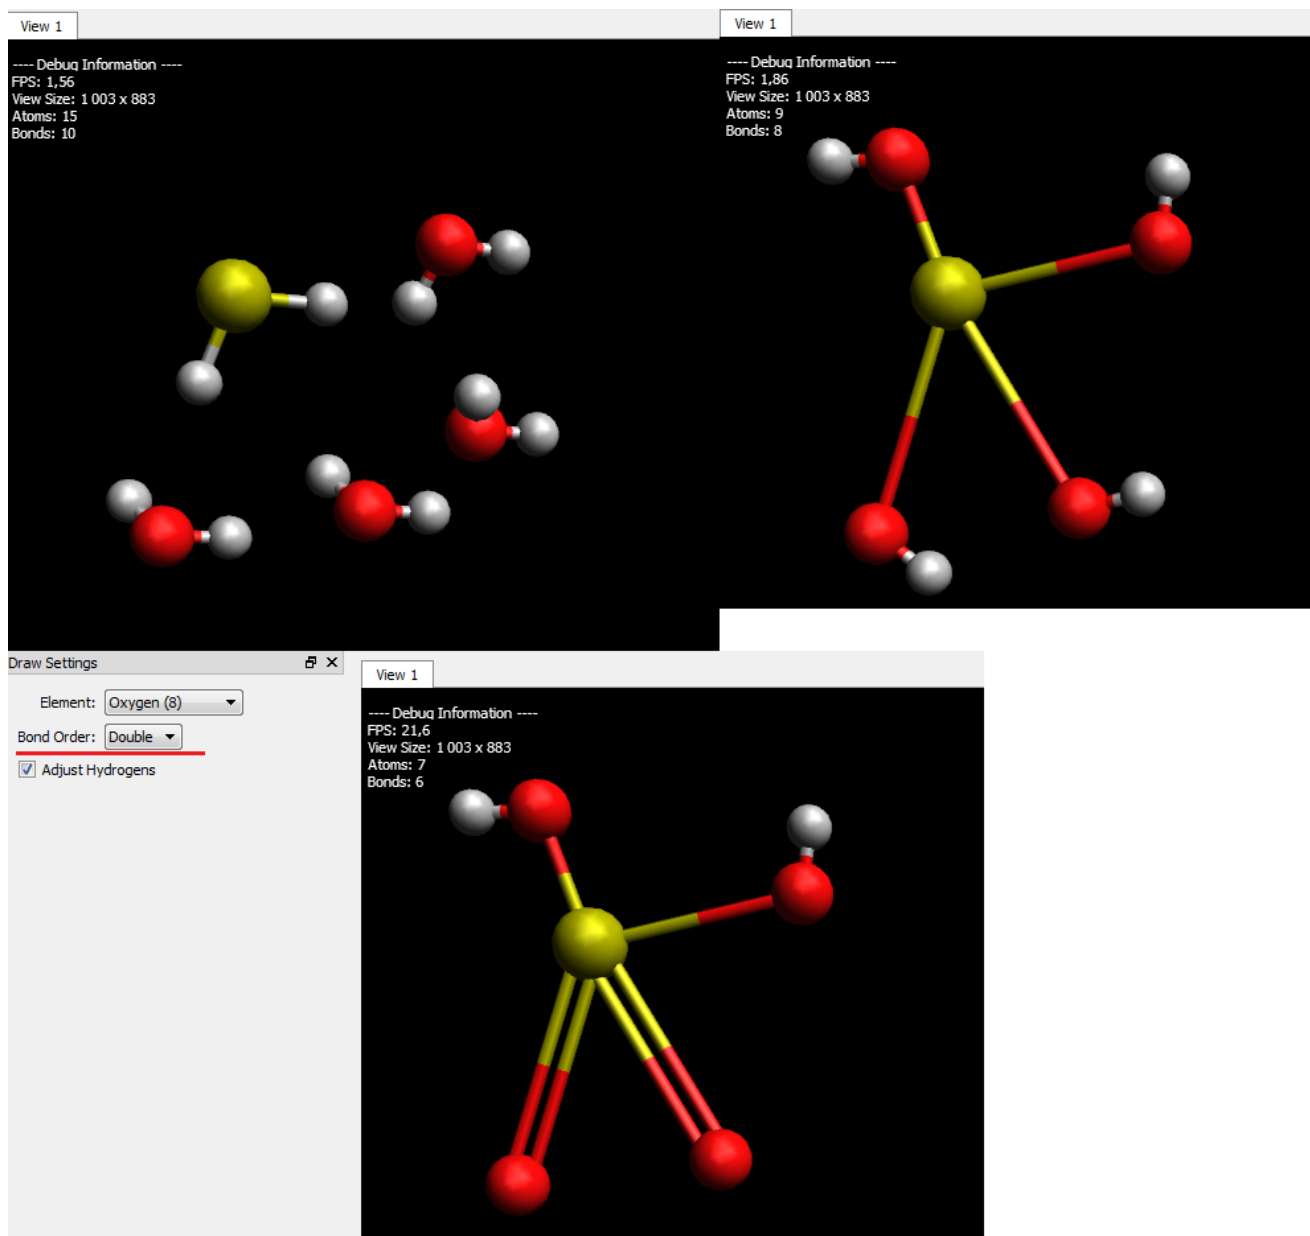 View 1
---- Debug Information ----
FPS: 1,56
View Size: 1 003 x 883
Atoms: 15
Bonds: 10
View 1
---- Debug Information ----
FPS: 1,86
View Size: 1 003 x 883
Atoms: 9
Bonds: 8
Draw Settings
Element: Oxygen (8)
Bond Order: Double
Adjust Hydrogens
View 1
---- Debug Information ----
FPS: 21,6
View Size: 1 003 x 883
Atoms: 7
Bonds: 6